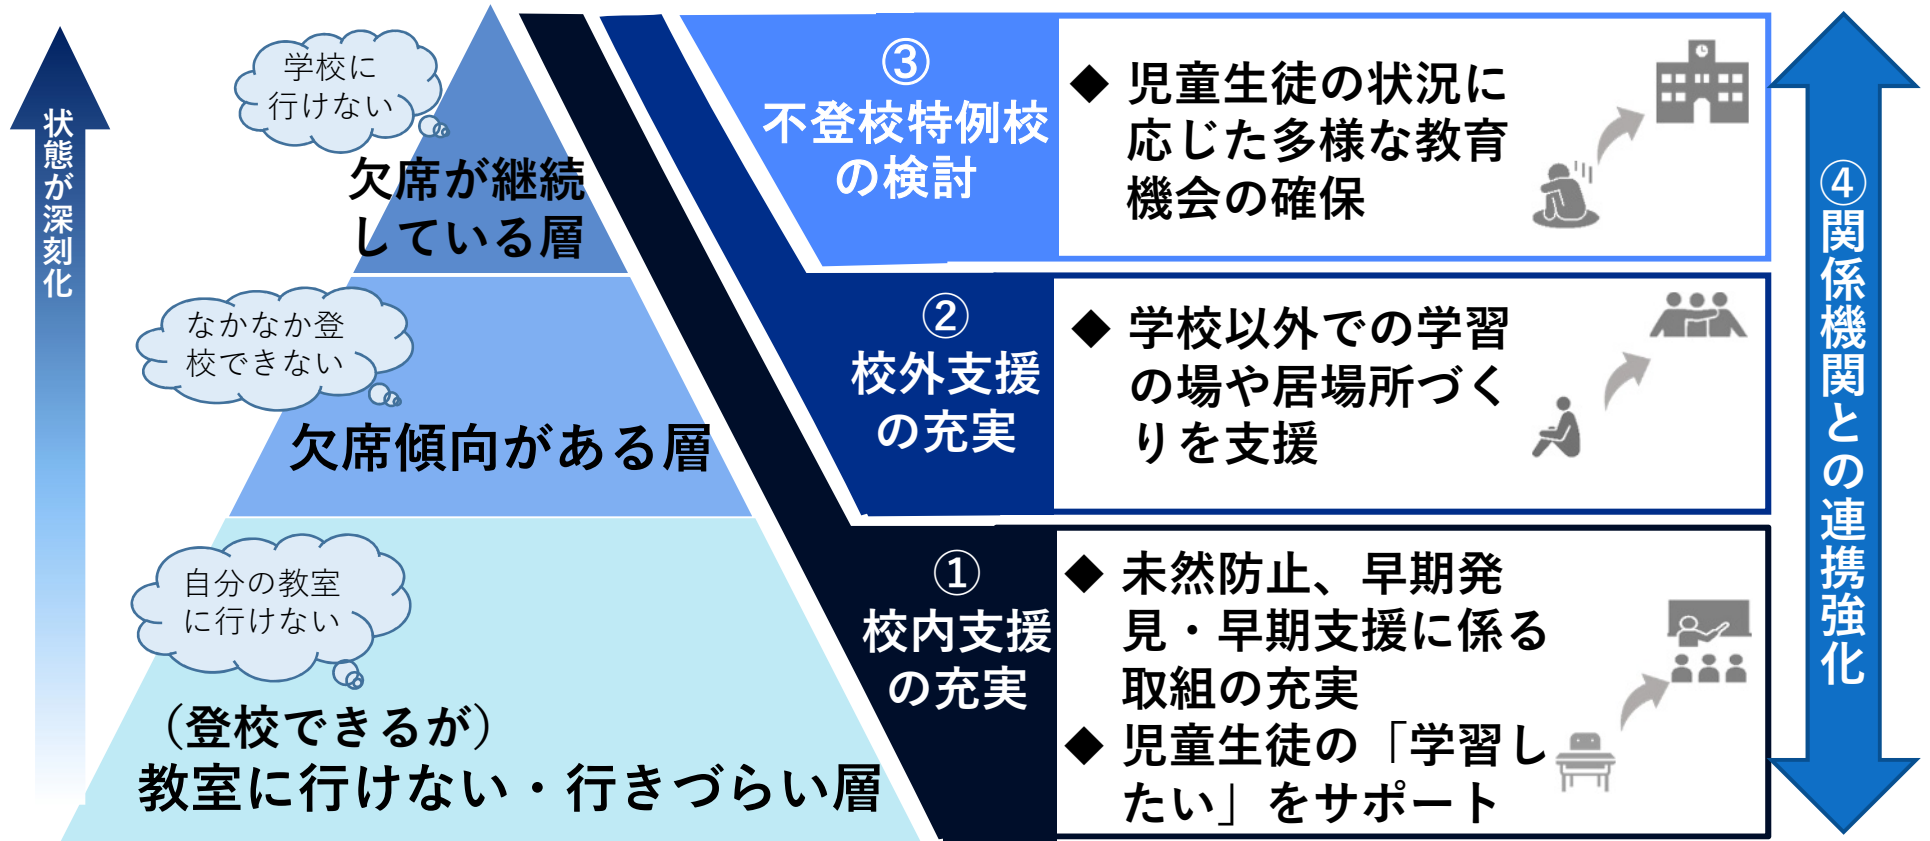 状態が深刻化
学校に
行けない
欠席が継続
している層
なかなか登
校できない
欠席傾向がある層
自分の教室
に行けない
（登校できるが）
教室に行けない・行きづらい層
③
不登校特例校
の検討
◆ 児童生徒の状況に
応じた多様な教育
機会の確保
②
校外支援
の充実
◆ 学校以外での学習
の場や居場所づく
りを支援
①
校内支援
の充実
◆ 未然防止、早期発
見・早期支援に係る
取組の充実
◆ 児童生徒の「学習し
たい」をサポート
④関係機関との連携強化